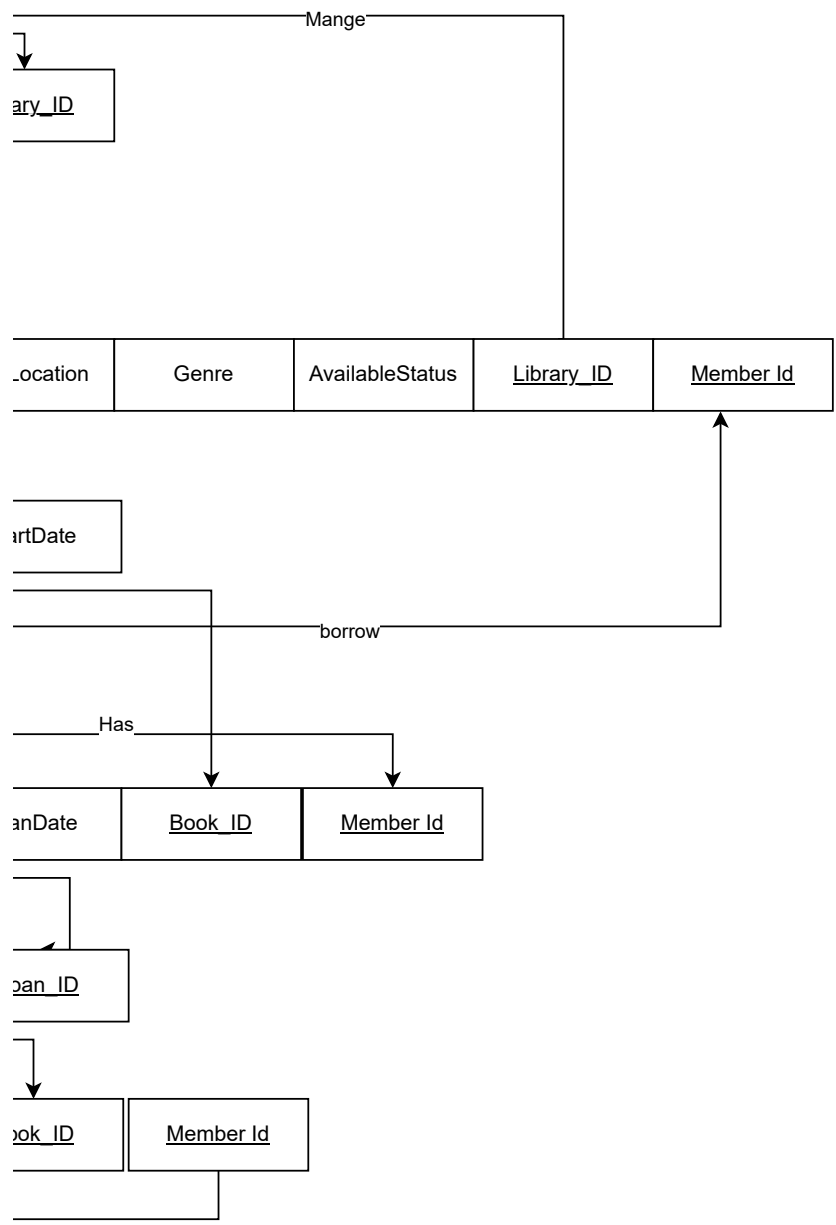 Mange
ary_ID
Location
Genre
AvailableStatus
Library_ID
Member Id
artDate
borrow
Has
anDate
Book_ID
Member Id
oan_ID
ook_ID
Member Id